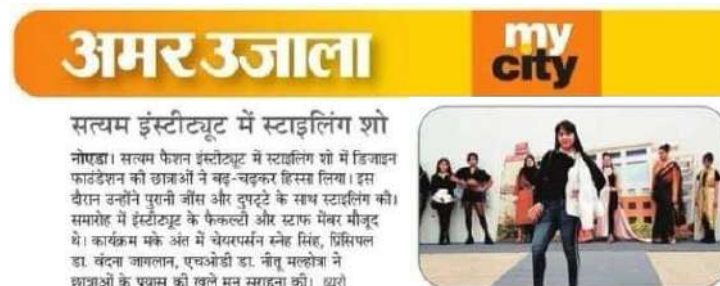 अमर उजाला
my
city
सत्यम इंस्टीट्यूट में स्टाइलिंग शो
नोएडा। सत्यम फैशन इंस्टीट्यूट में स्टाइलिंग शो में डिजाइन
फाउंडेशन की छात्राओं ने बढ़-चढ़कर हिस्सा लिया। इस
दौरान उन्होंने पुरानी जींस और दुपट्टे के साथ स्टाइलिंग की।
समारोह में इंस्टीट्यूट के फैकल्टी और स्टाफ मेंबर मौजूद
थे। कार्यक्रम मके अंत में चेयरपर्सन स्नेह सिंह, प्रिंसिपल
डा. वंदना जागलान, एचओडी डा. नीतू मल्होत्रा ने
छात्राओं के प्रयास की खुले मन सराहना की। ब्यूरो